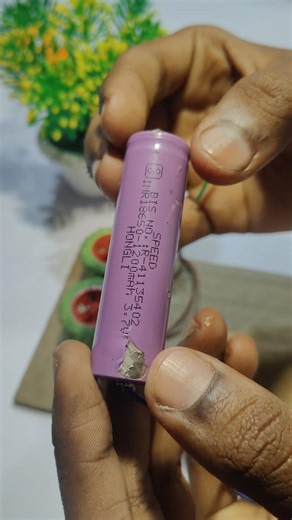 SPEED
BIS NO.:R-41135402
INR18650-1200mAh 3.7V
HONGLI